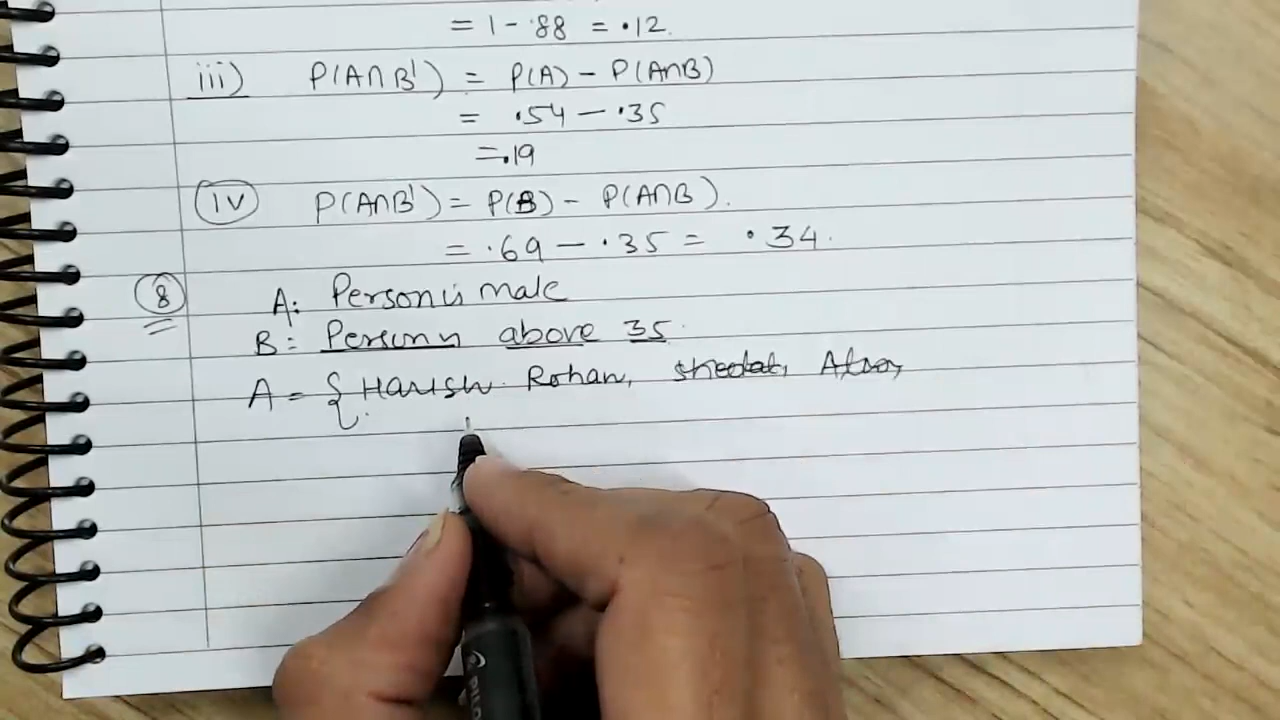 = 1 - .88 = .12.
iii) P(A∩B') = P(A) - P(A∩B)
= .54 - .35
= .19
iv P(A∩B') = P(B) - P(A∩B).
= .69 - .35 = .34.
8 A: Person is male
B: Person is above 35.
A = { Harish Rohan,